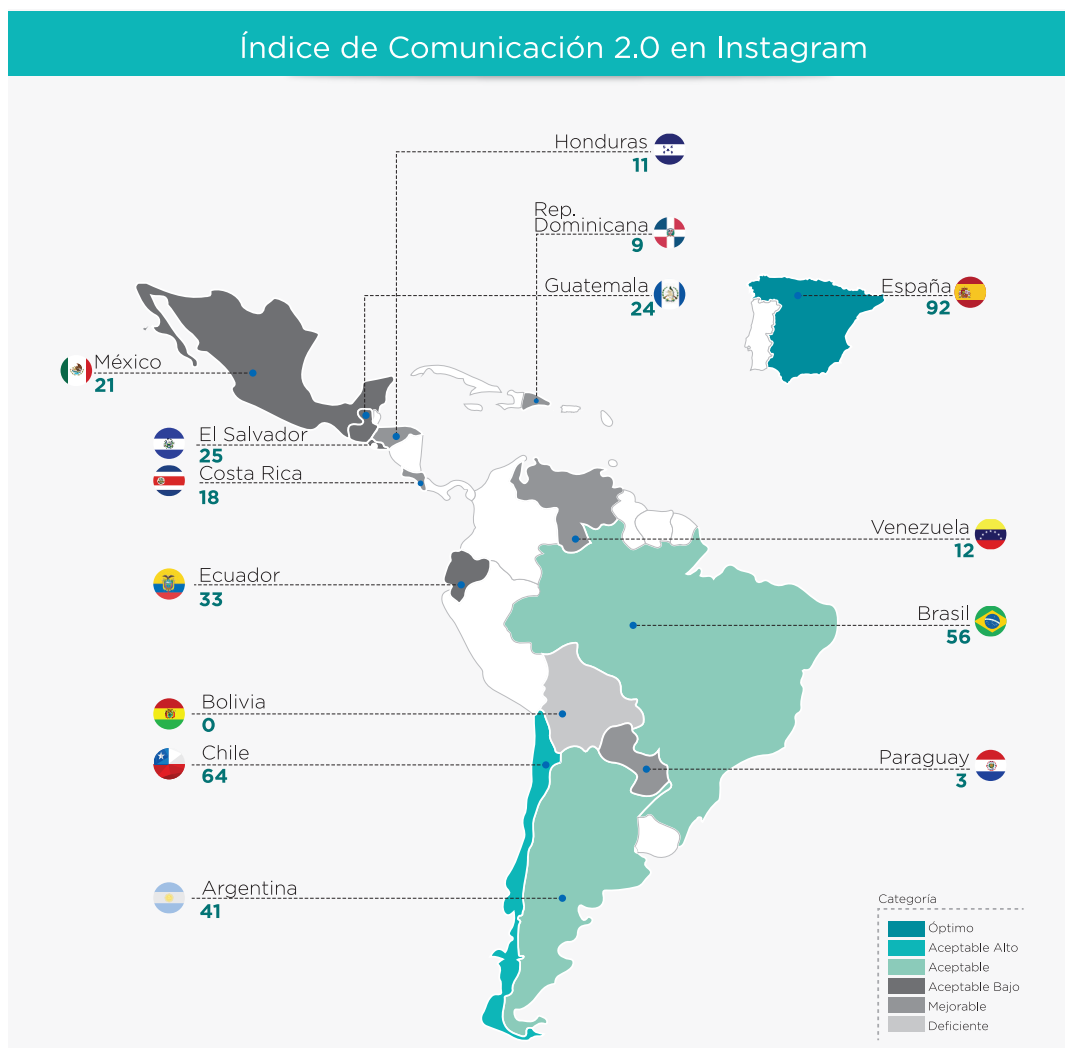 Índice de Comunicación 2.0 en Instagram
Honduras
11
Rep.
Dominicana
9
Guatemala
24
España
92
México
21
El Salvador
25
Costa Rica
18
Venezuela
12
Ecuador
33
Brasil
56
Bolivia
0
Chile
64
Paraguay
3
Argentina
41
Categoría
Óptimo
Aceptable Alto
Aceptable
Aceptable Bajo
Mejorable
Deficiente